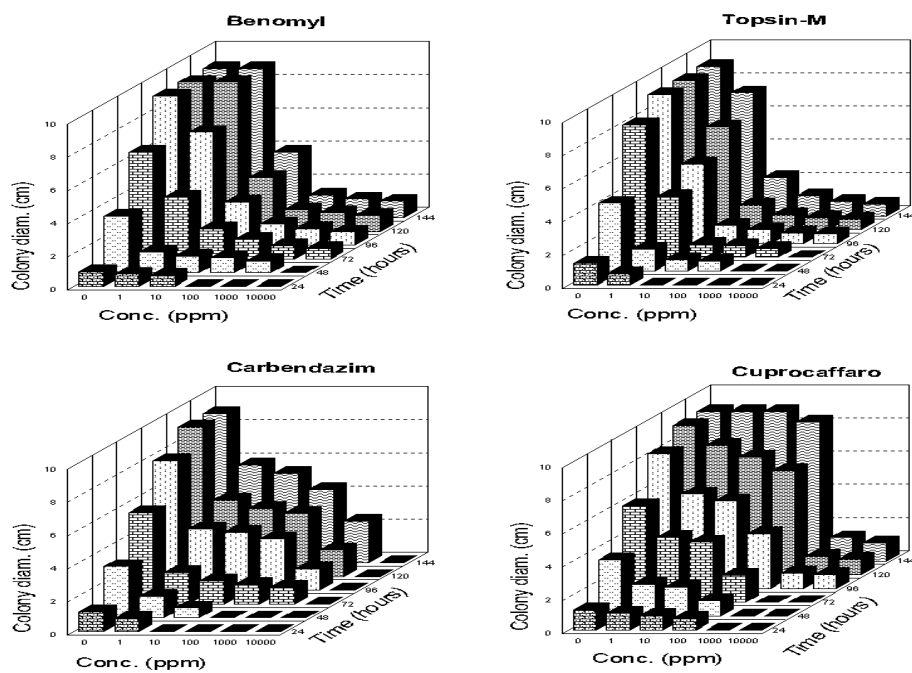 Benomyl
Colony diam. (cm)
10
8
6
4
2
0
0 1 10 100 1000 10000
Conc. (ppm)
24 48 72 96 120 144
Time (hours)
Topsin-M
Colony diam. (cm)
10
8
6
4
2
0
0 1 10 100 1000 10000
Conc. (ppm)
24 48 72 96 120 144
Time (hours)
Carbendazim
Colony diam. (cm)
10
8
6
4
2
0
0 1 10 100 1000 10000
Conc. (ppm)
24 48 72 96 120 144
Time (hours)
Cuprocaffaro
Colony diam. (cm)
10
8
6
4
2
0
0 1 10 100 1000 10000
Conc. (ppm)
24 48 72 96 120 144
Time (hours)